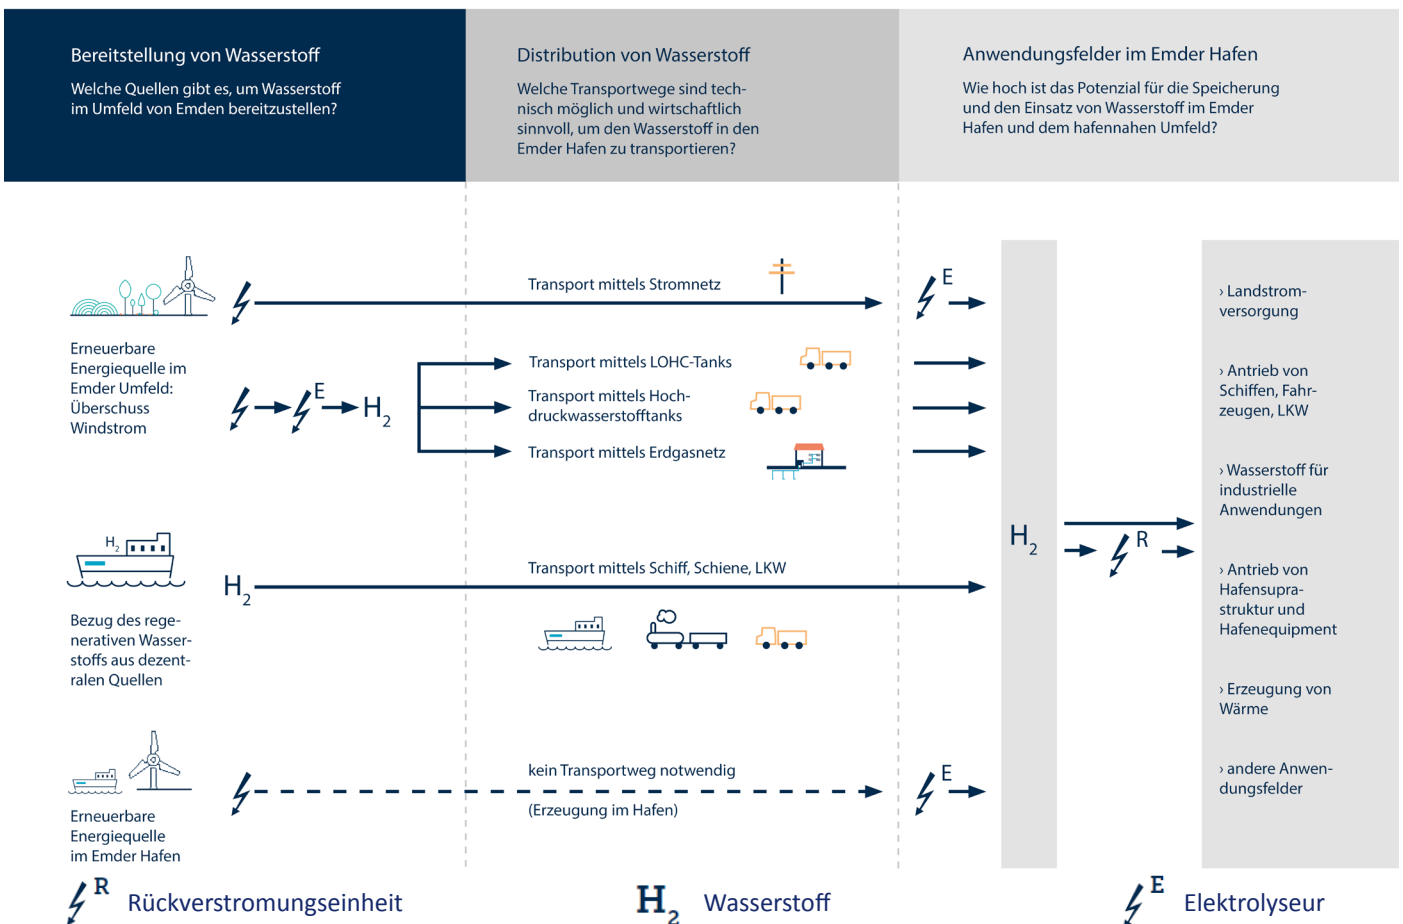 Bereitstellung von Wasserstoff
Welche Quellen gibt es, um Wasserstoff
im Umfeld von Emden bereitzustellen?
Distribution von Wasserstoff
Welche Transportwege sind tech-
nisch möglich und wirtschaftlich
sinnvoll, um den Wasserstoff in den
Emder Hafen zu transportieren?
Anwendungsfelder im Emder Hafen
Wie hoch ist das Potenzial für die Speicherung
und den Einsatz von Wasserstoff im Emder
Hafen und dem hafennahen Umfeld?
Erneuerbare
Energiequelle im
Emder Umfeld:
Überschuss
Windstrom
Transport mittels Stromnetz
E
E
H2
Transport mittels LOHC-Tanks
Transport mittels Hoch-
druckwasserstofftanks
Transport mittels Erdgasnetz
H2
Bezug des rege-
nerativen Wasser-
stoffs aus dezent-
ralen Quellen
H2
Transport mittels Schiff, Schiene, LKW
Erneuerbare
Energiequelle
im Emder Hafen
kein Transportweg notwendig
(Erzeugung im Hafen)
E
H2
R
› Landstrom-
versorgung
› Antrieb von
Schiffen, Fahr-
zeugen, LKW
› Wasserstoff für
industrielle
Anwendungen
› Antrieb von
Hafensupra-
struktur und
Hafenequipment
› Erzeugung von
Wärme
› andere Anwen-
dungsfelder
R Rückverstromungseinheit
H2 Wasserstoff
E Elektrolyseur